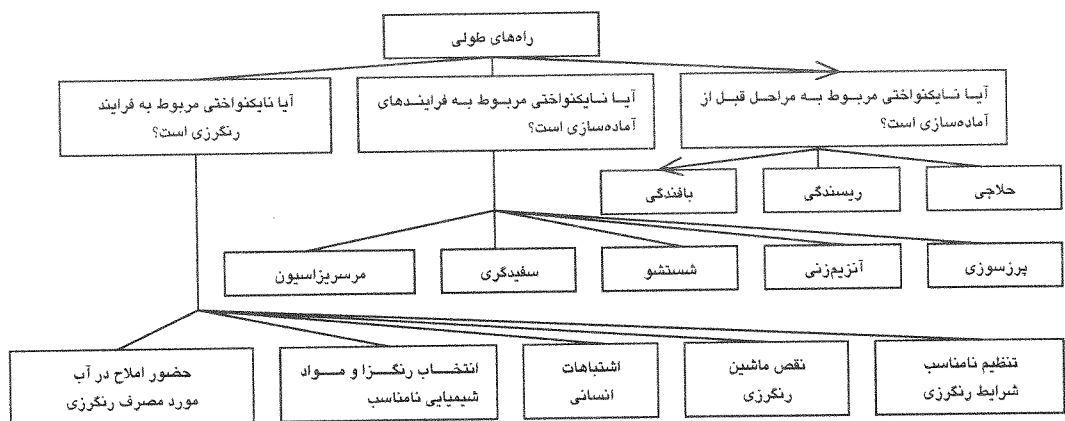 راه‌های طولی
آیا نایکنواختی مربوط به مراحل قبل از
آماده‌سازی است؟
آیا نایکنواختی مربوط به فرایندهای
آماده‌سازی است؟
آیا نایکنواختی مربوط به فرایند
رنگرزی است؟
حلاجی
ریسندگی
بافندگی
پرزسوزی
آنزیم‌زنی
شستشو
سفیدگری
مرسریزاسیون
تنظیم نامناسب
شرایط رنگرزی
نقص ماشین
رنگرزی
اشتباهات
انسانی
انتخاب رنگزا و مواد
شیمیایی نامناسب
حضور املاح در آب
مورد مصرف رنگرزی